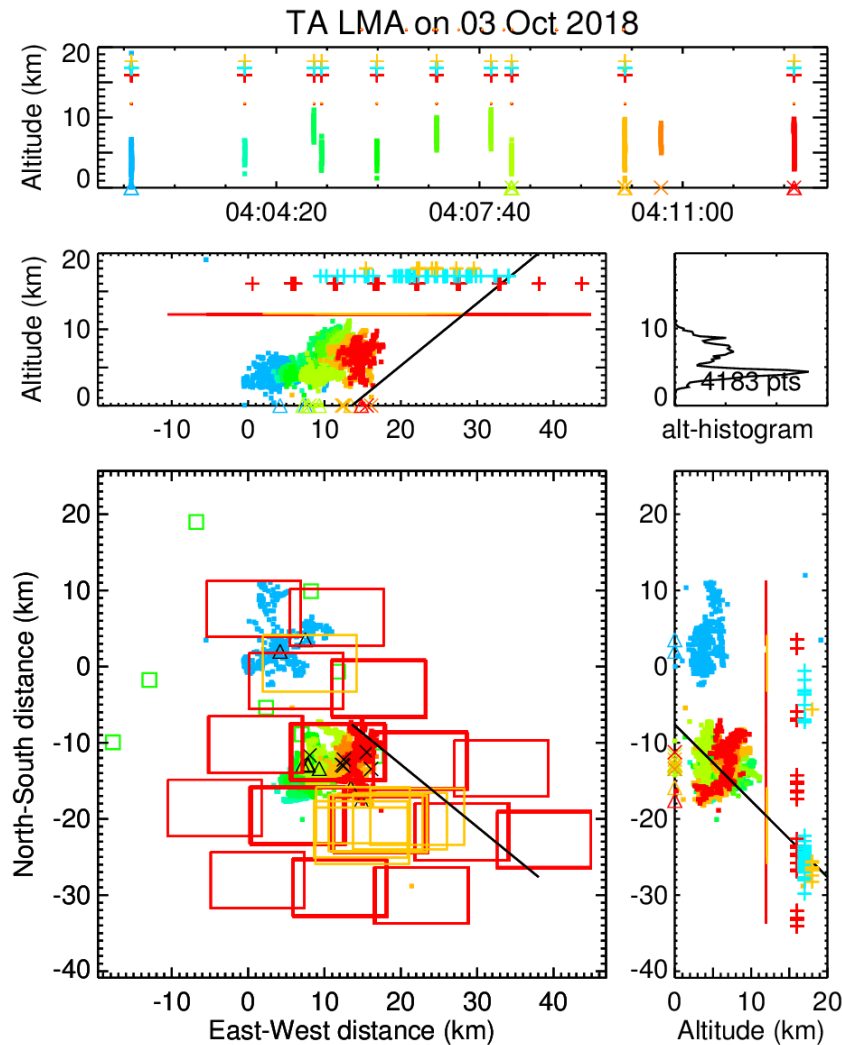 TA LMA on 03 Oct 2018
Altitude (km)
20
10
0
04:04:20 04:07:40 04:11:00
Altitude (km)
20
10
0
-10 0 10 20 30 40
10
0
4183 pts
alt-histogram
North-South distance (km)
20
10
0
-10
-20
-30
-40
-10 0 10 20 30 40
East-West distance (km)
20
10
0
-10
-20
-30
-40
0 10 20
Altitude (km)